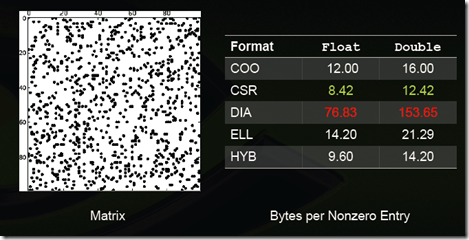 0 20 40 60 80
0
20
40
60
80
Format Float Double
COO 12.00 16.00
CSR 8.42 12.42
DIA 76.83 153.65
ELL 14.20 21.29
HYB 9.60 14.20
Matrix
Bytes per Nonzero Entry